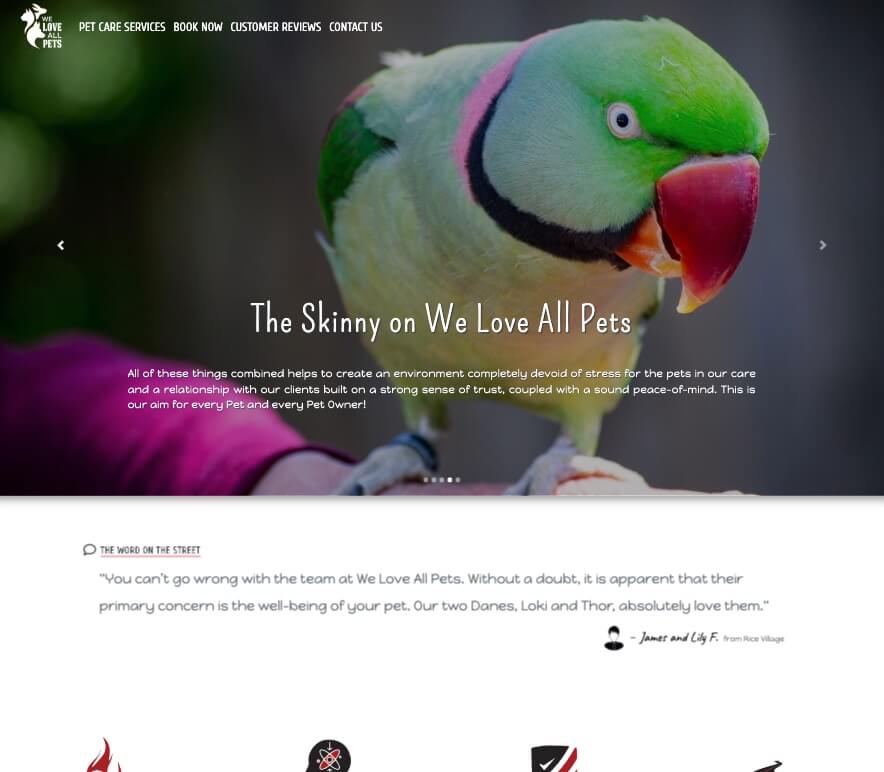 WE
LOVE
ALL
PETS
PET CARE SERVICES BOOK NOW CUSTOMER REVIEWS CONTACT US
The Skinny on We Love All Pets
All of these things combined helps to create an environment completely devoid of stress for the pets in our care
and a relationship with our clients built on a strong sense of trust, coupled with a sound peace-of-mind. This is
our aim for every Pet and every Pet Owner!
THE WORD ON THE STREET
"You can't go wrong with the team at We Love All Pets. Without a doubt, it is apparent that their
primary concern is the well-being of your pet. Our two Danes, Loki and Thor, absolutely love them."
- James and Lily F. from Rice Village